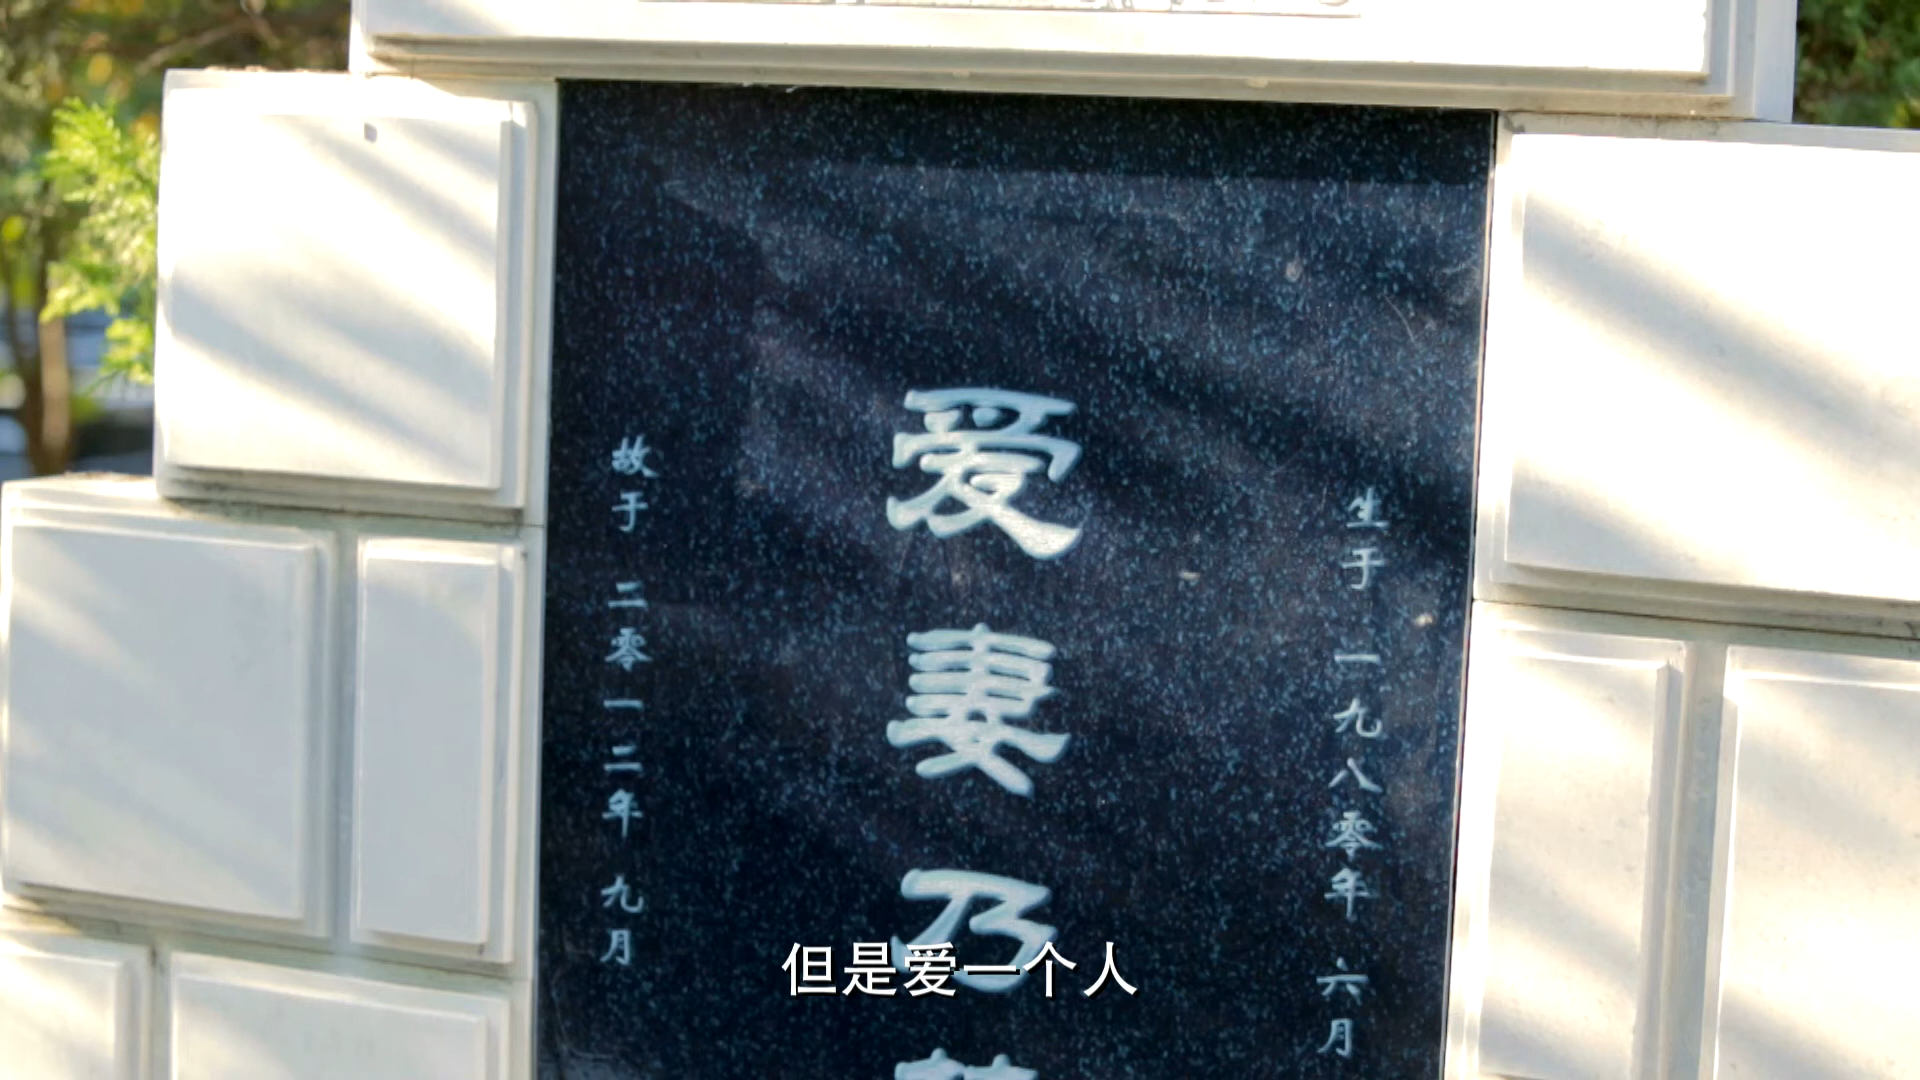 生于一九八零年六月
爱妻乃
故于二零一二年九月
但是爱一个人